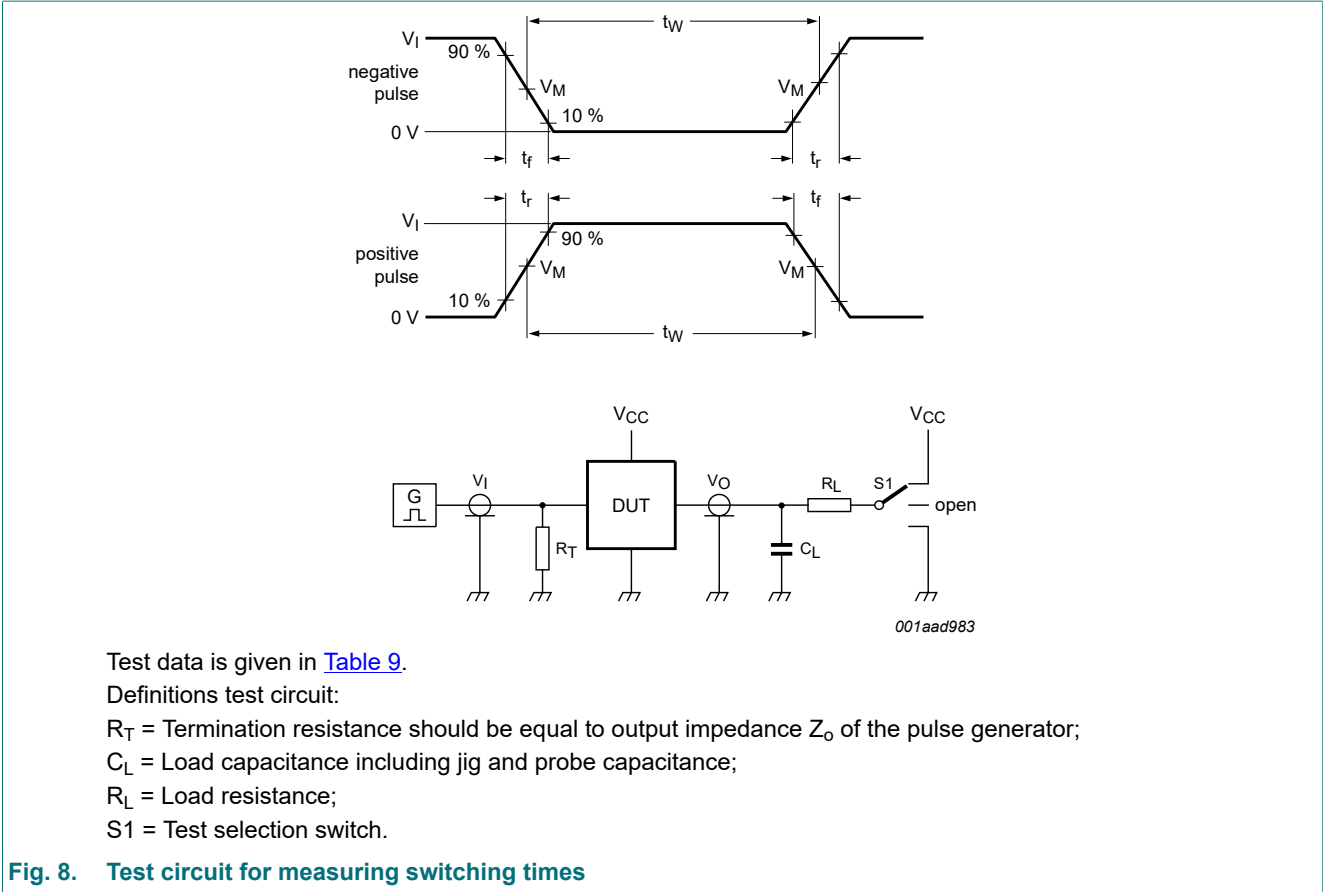 tW
VI
90 %
negative
pulse
VM
VM
10 %
0 V
tf
tr
tr
tf
VI
90 %
positive
pulse
VM
VM
10 %
0 V
tW
VCC
VCC
G
VI
DUT
VO
RL
S1
open
RT
CL
001aad983
Test data is given in Table 9.
Definitions test circuit:
RT = Termination resistance should be equal to output impedance Zo of the pulse generator;
CL = Load capacitance including jig and probe capacitance;
RL = Load resistance;
S1 = Test selection switch.
Fig. 8. Test circuit for measuring switching times